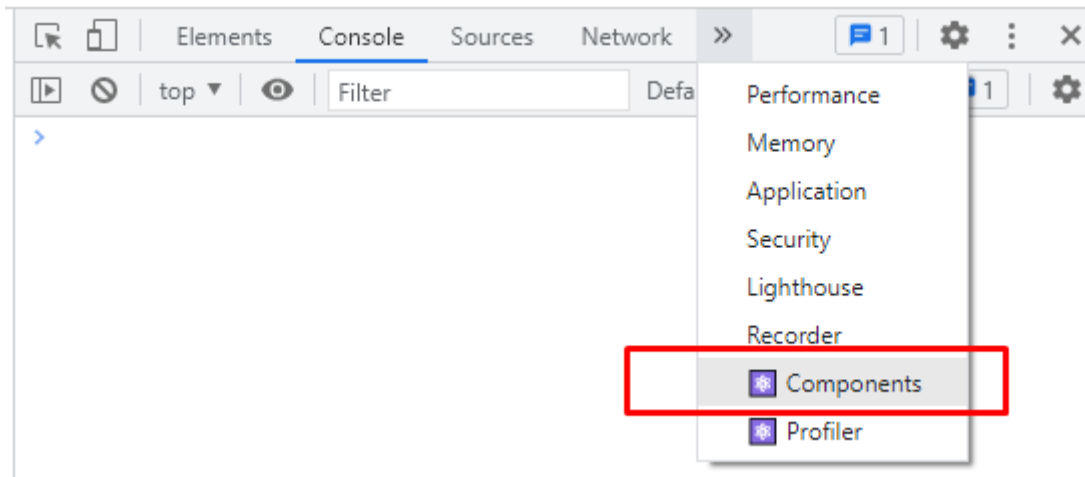 Elements Console Sources Network » 1
top ▼ Filter Defa 1
>
Performance
Memory
Application
Security
Lighthouse
Recorder
Components
Profiler